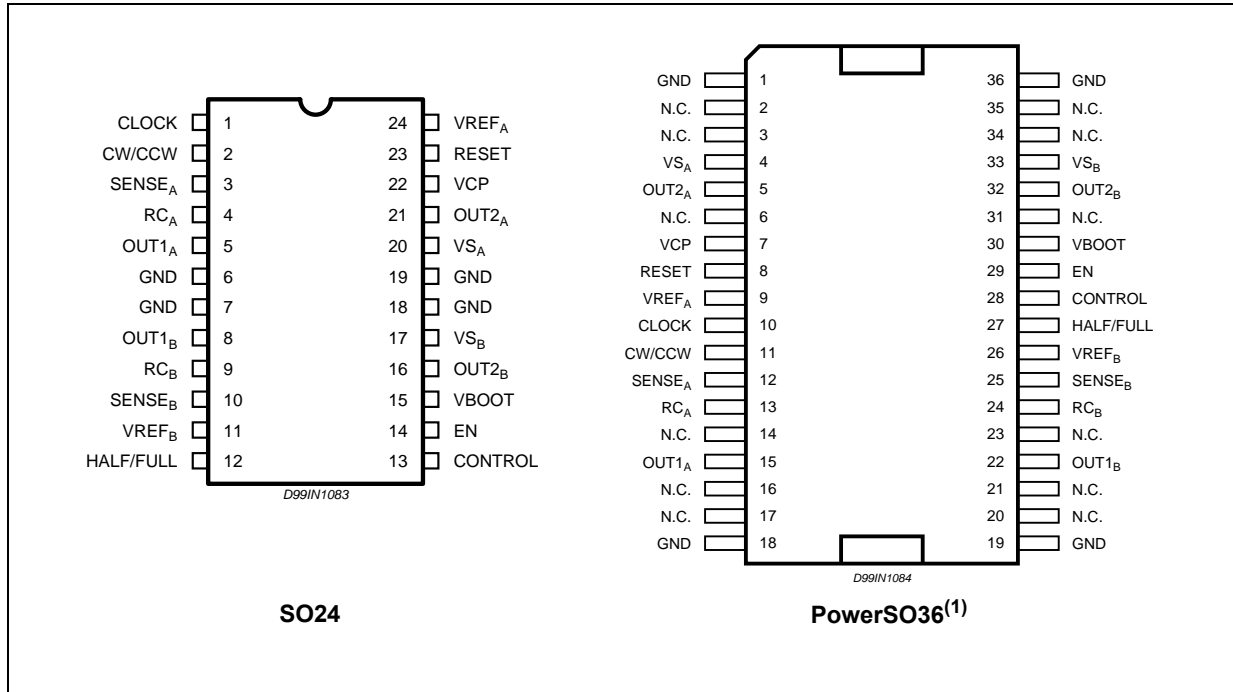 CLOCK 1 24 VREFA
CW/CCW 2 23 RESET
SENSEA 3 22 VCP
RCA 4 21 OUT2A
OUT1A 5 20 VSA
GND 6 19 GND
GND 7 18 GND
OUT1B 8 17 VSB
RCB 9 16 OUT2B
SENSEB 10 15 VBOOT
VREFB 11 14 EN
HALF/FULL 12 13 CONTROL
D99IN1083
SO24
GND 1 36 GND
N.C. 2 35 N.C.
N.C. 3 34 N.C.
VSA 4 33 VSB
OUT2A 5 32 OUT2B
N.C. 6 31 N.C.
VCP 7 30 VBOOT
RESET 8 29 EN
VREFA 9 28 CONTROL
CLOCK 10 27 HALF/FULL
CW/CCW 11 26 VREFB
SENSEA 12 25 SENSEB
RCA 13 24 RCB
N.C. 14 23 N.C.
OUT1A 15 22 OUT1B
N.C. 16 21 N.C.
N.C. 17 20 N.C.
GND 18 19 GND
D99IN1084
PowerSO36(1)